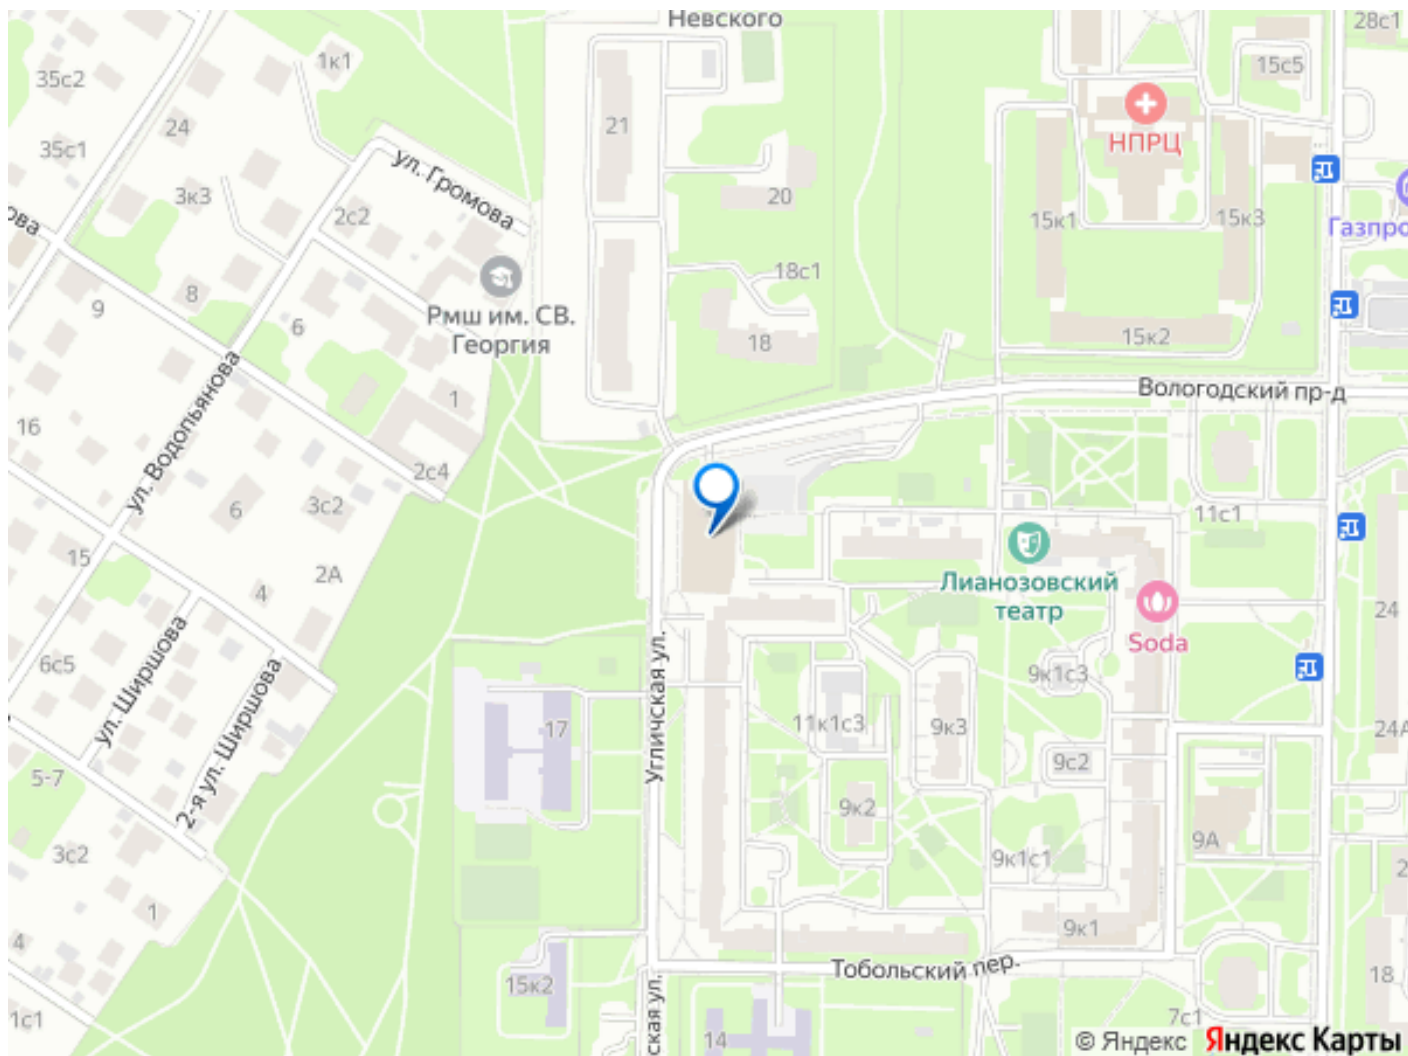 Невского
28с1
35с2
1к1
15с5
24
21
НПРЦ
35с1
ул. Громова
3к3
2с2
20
15к1
15к3
Газпро
ова
18с1
8
9
6
Рмш им. СВ.
Георгия
18
15к2
Вологодский пр-д
1
16
ул. Водопьянова
2с4
6
3с2
11с1
15
2А
4
Лианозовский
театр
Soda
24
6с5
ул. Ширшова
2-я ул. Ширшова
Угличская ул.
9к1с3
17
11к1с3
9к3
24А
5-7
9с2
9к2
9А
3с2
9к1с1
1
9к1
4
Тобольский пер.
15к2
18
ская ул.
1с1
7с1
14
2
© Яндекс Яндекс Карты